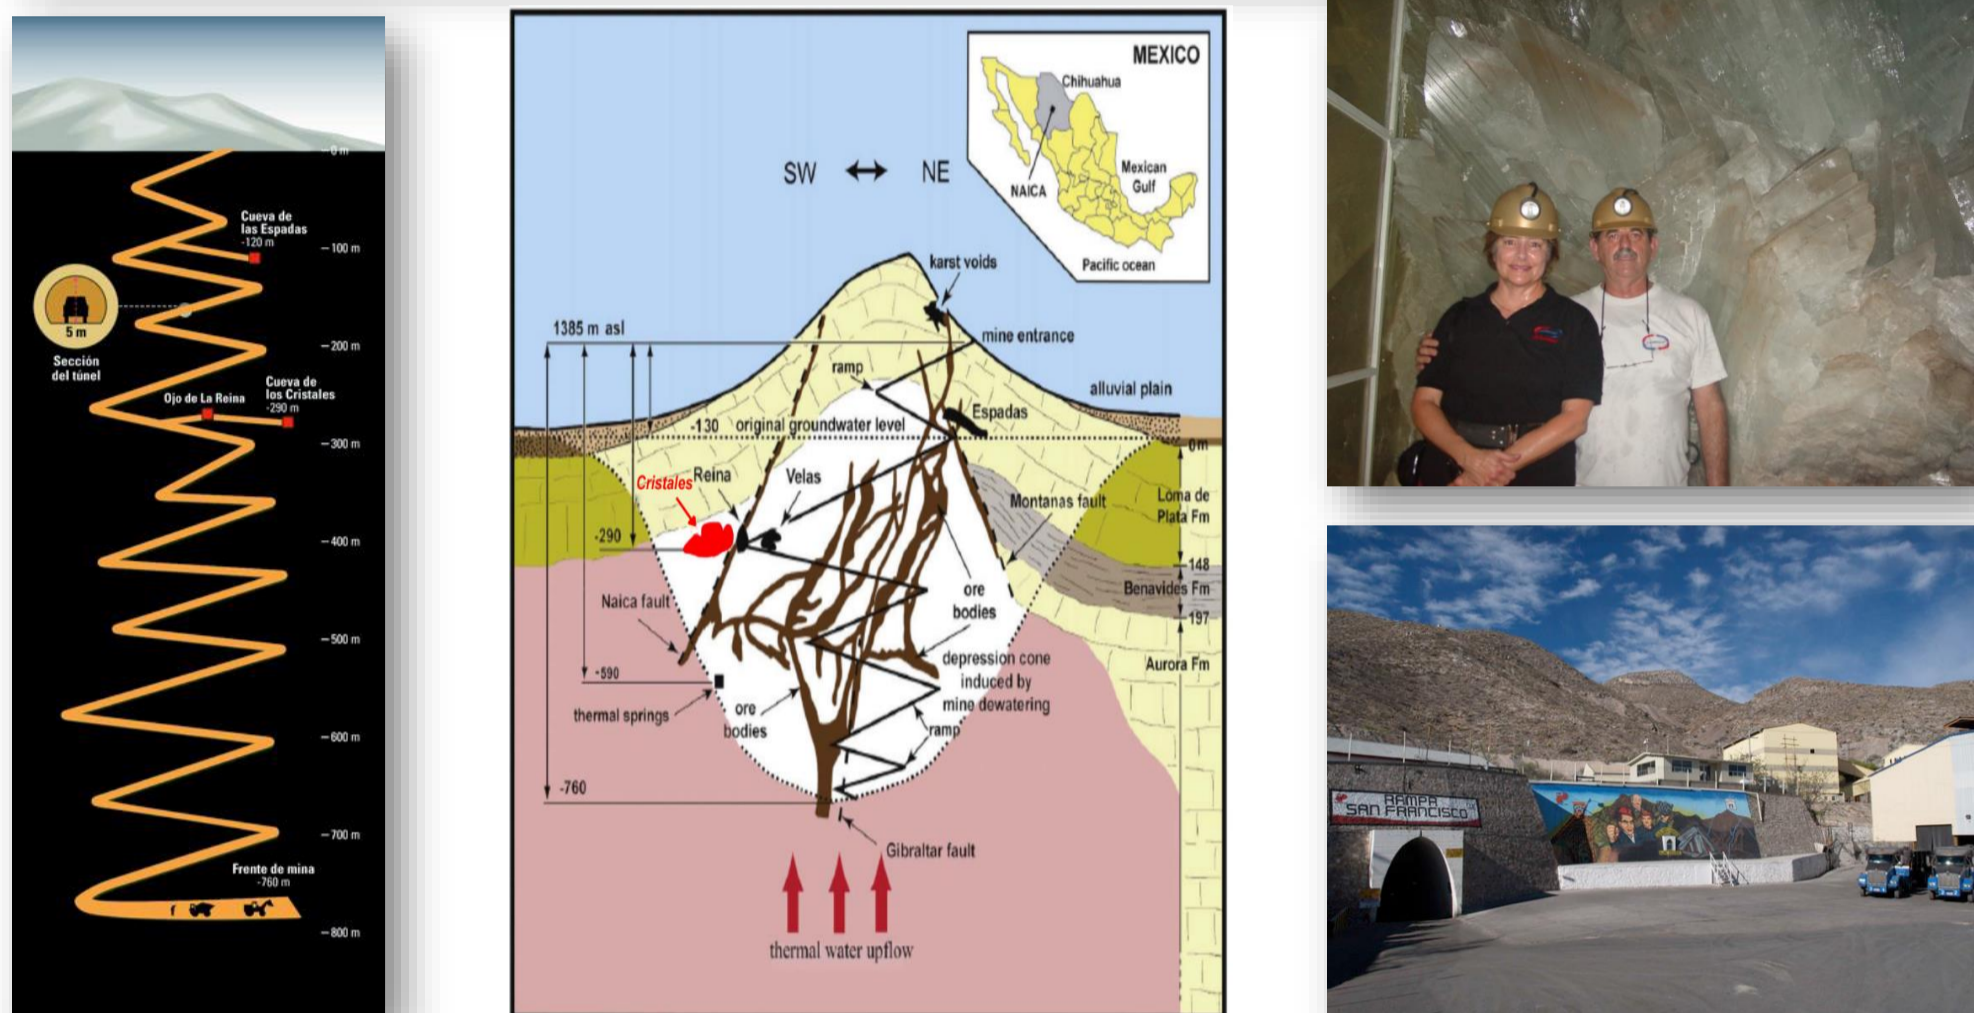 0 m
Cueva de
las Espadas
-120 m
100 m
5 m
Sección
del túnel
200 m
Ojo de La Reina
Cueva de
los Cristales
-290 m
300 m
400 m
500 m
600 m
700 m
Frente de mina
-760 m
800 m
MEXICO
Chihuahua
NAICA
Mexican
Gulf
Pacific ocean
SW
NE
karst voids
1385 m asl
mine entrance
ramp
alluvial plain
Espadas
-130 original groundwater level
0m
Cristales
Reina
Velas
Montanas fault
Loma de
Plata Fm
-290
148
Benavides Fm
197
Naica fault
ore
bodies
Aurora Fm
-590
depression cone
induced by
mine dewatering
thermal springs
ore
bodies
ramp
-760
Gibraltar fault
thermal water upflow
RAMPA
SAN FRANCISCO